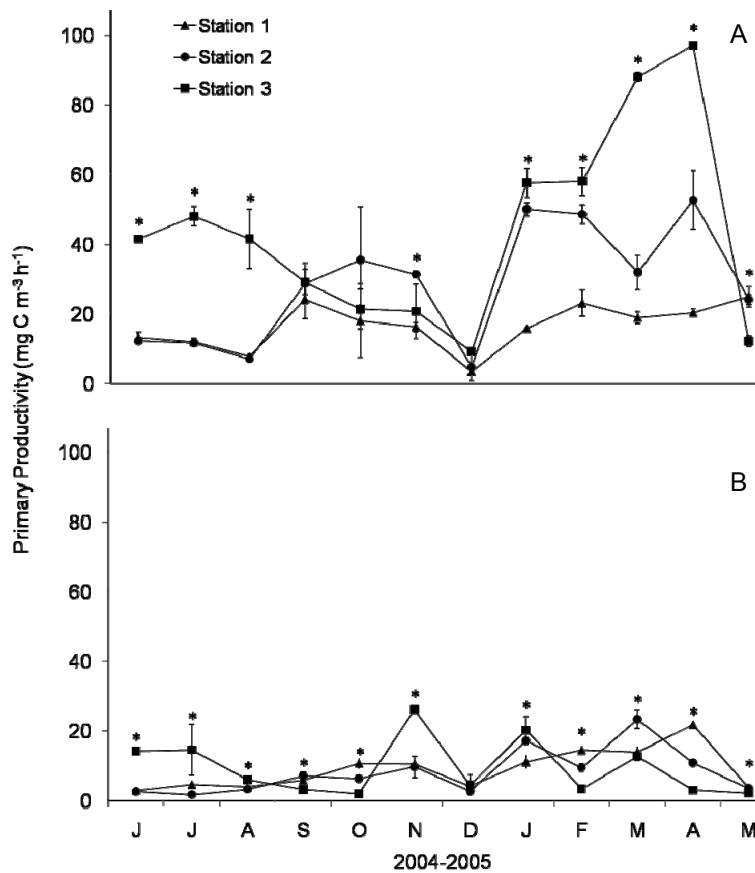 A
Station 1
Station 2
Station 3
* * * * * * * * *
100
80
60
40
20
0
Primary Productivity (mg C m⁻³ h⁻¹)
B
100
80
60
40
20
0
* * * * * * * * * * *
J J A S O N D J F M A M
2004-2005